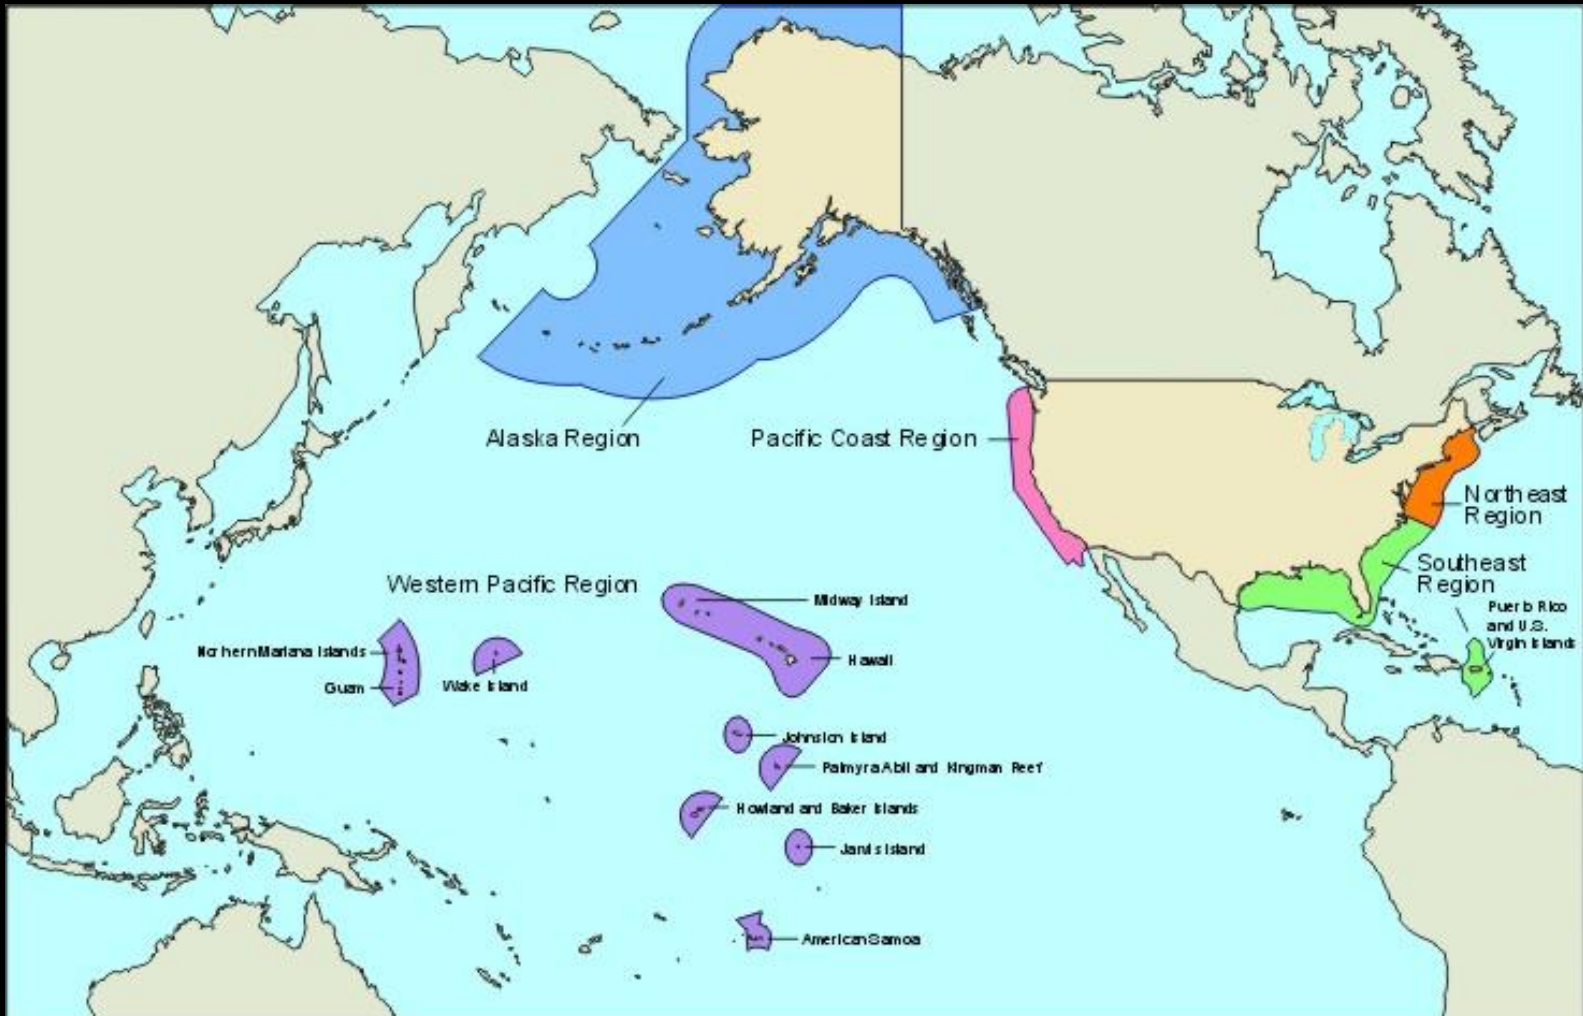 Alaska Region
Pacific Coast Region
Northeast
Region
Southeast
Region
Western Pacific Region
Midway Island
Puerto Rico
and U.S.
Virgin Islands
Northern Mariana Islands
Hawaii
Guam
Wake Island
Johnston Island
Palmyra Atoll and Kingman Reef
Howland and Baker Islands
Jarvis Island
American Samoa